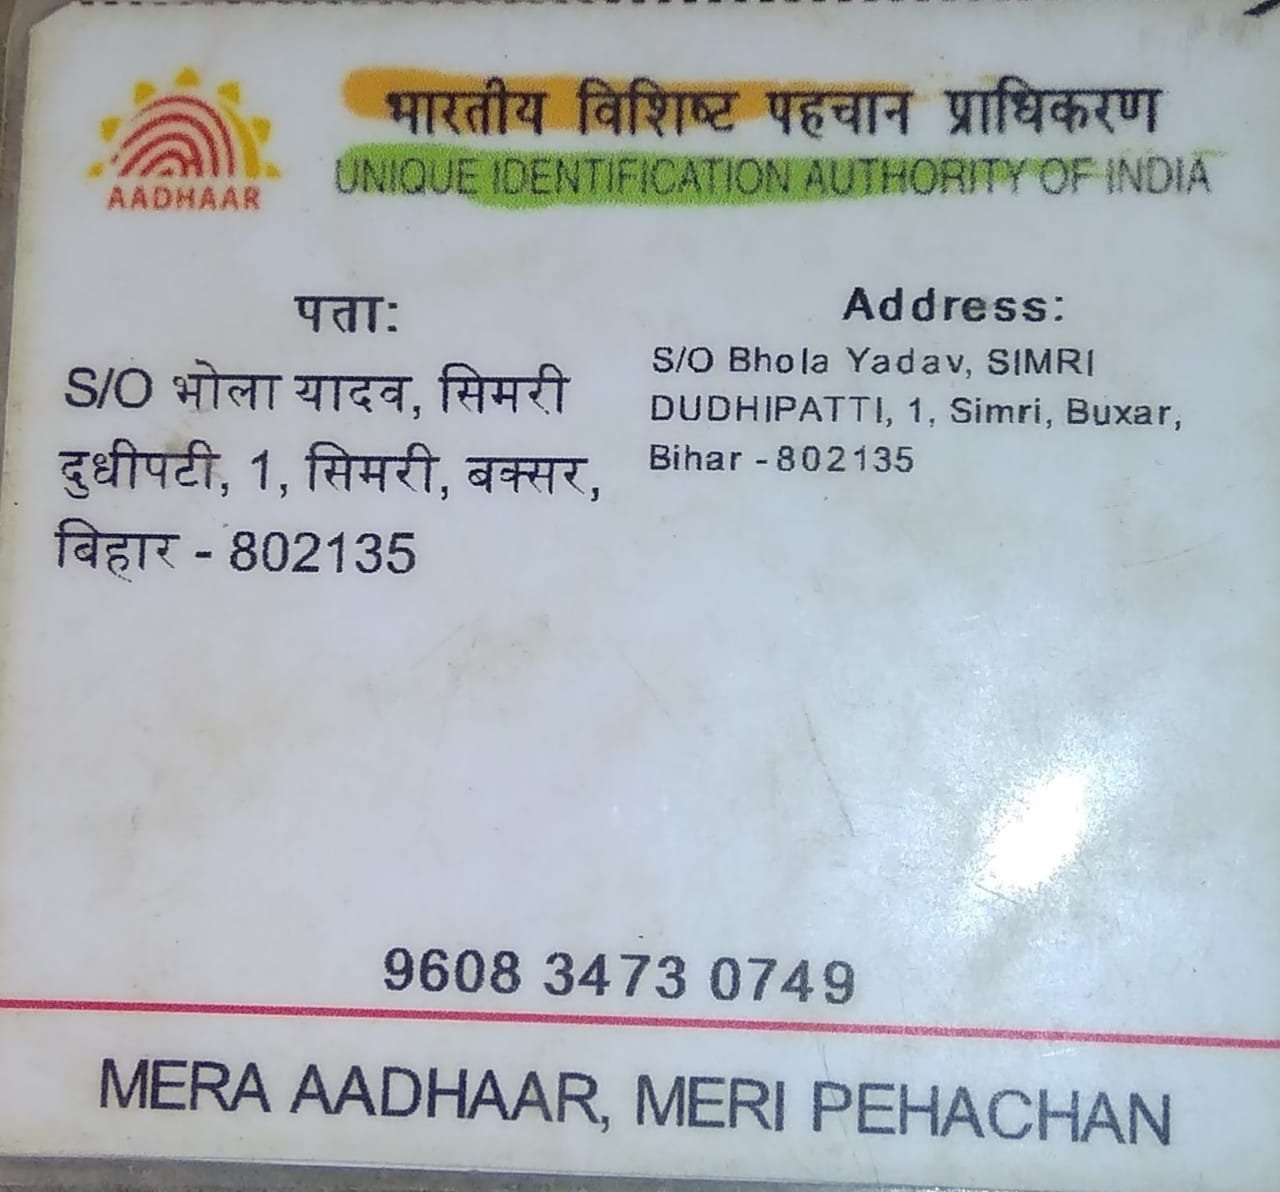 भारतीय विशिष्ट पहचान प्राधिकरण
UNIQUE IDENTIFICATION AUTHORITY OF INDIA
AADHAAR
पता:
S/O भोला यादव, सिमरी
दुधीपटी, 1, सिमरी, बक्सर,
बिहार - 802135
Address:
S/O Bhola Yadav, SIMRI
DUDHIPATTI, 1, Simri, Buxar,
Bihar - 802135
9608 3473 0749
MERA AADHAAR, MERI PEHACHAN